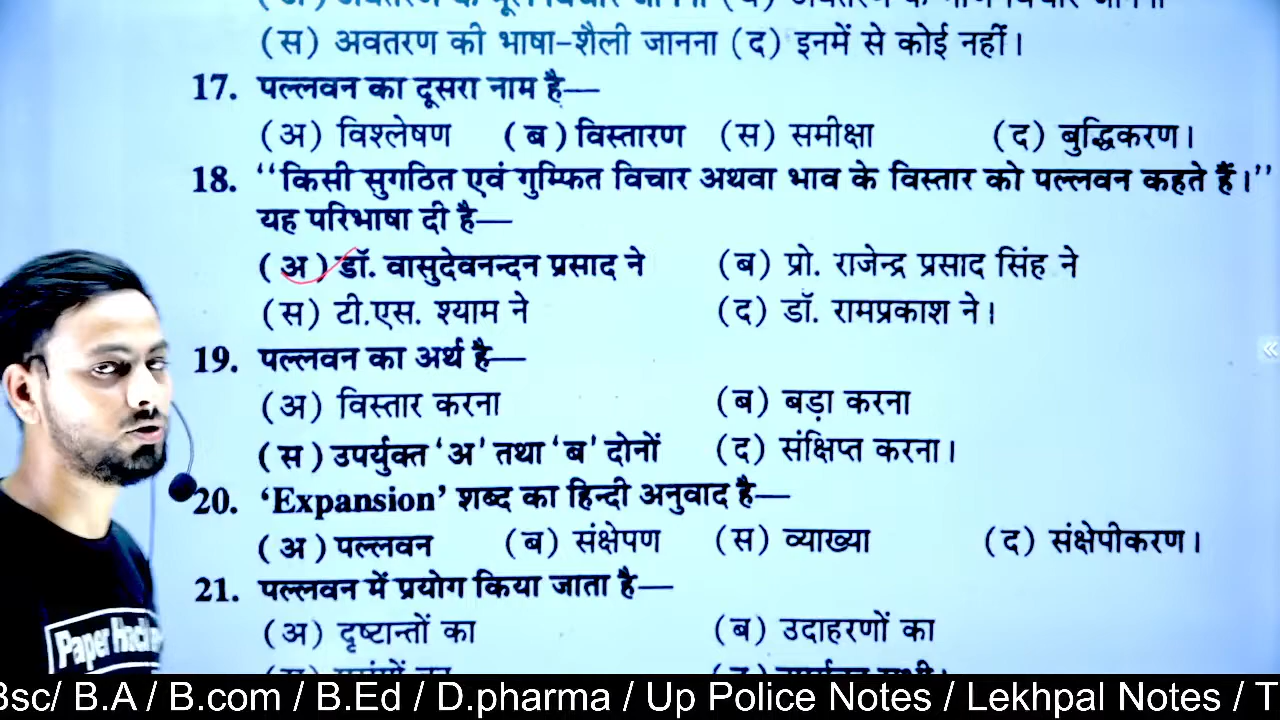 (स) अवतरण की भाषा-शैली जानना (द) इनमें से कोई नहीं।
17. पल्लवन का दूसरा नाम है—
(अ) विश्लेषण (ब) विस्तारण (स) समीक्षा (द) बुद्धिकरण।
18. ‘‘किसी सुगठित एवं गुम्फित विचार अथवा भाव के विस्तार को पल्लवन कहते हैं।’’
यह परिभाषा दी है—
(अ) डॉ. वासुदेवनन्दन प्रसाद ने (ब) प्रो. राजेन्द्र प्रसाद सिंह ने
(स) टी.एस. श्याम ने (द) डॉ. रामप्रकाश ने।
19. पल्लवन का अर्थ है—
(अ) विस्तार करना (ब) बड़ा करना
(स) उपर्युक्त ‘अ’ तथा ‘ब’ दोनों (द) संक्षिप्त करना।
20. ‘Expansion’ शब्द का हिन्दी अनुवाद है—
(अ) पल्लवन (ब) संक्षेपण (स) व्याख्या (द) संक्षेपीकरण।
21. पल्लवन में प्रयोग किया जाता है—
(अ) दृष्टान्तों का (ब) उदाहरणों का
Paper
Bsc/ B.A / B.com / B.Ed / D.pharma / Up Police Notes / Lekhpal Notes / T